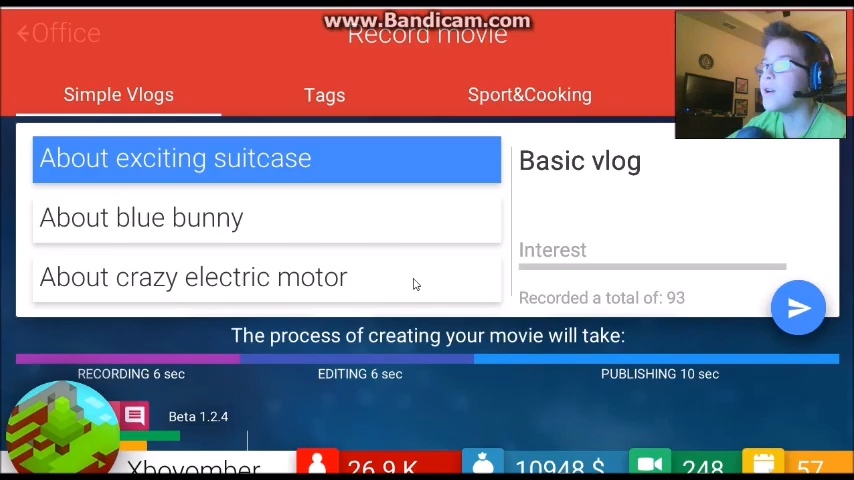 www.Bandicam.com
Office
Record movie
Simple Vlogs
Tags
Sport&Cooking
About exciting suitcase
Basic vlog
About blue bunny
Interest
About crazy electric motor
Recorded a total of: 93
The process of creating your movie will take:
RECORDING 6 sec
EDITING 6 sec
PUBLISHING 10 sec
Beta 1.2.4
Xboyomber
26.9 K
10948 $
248
57